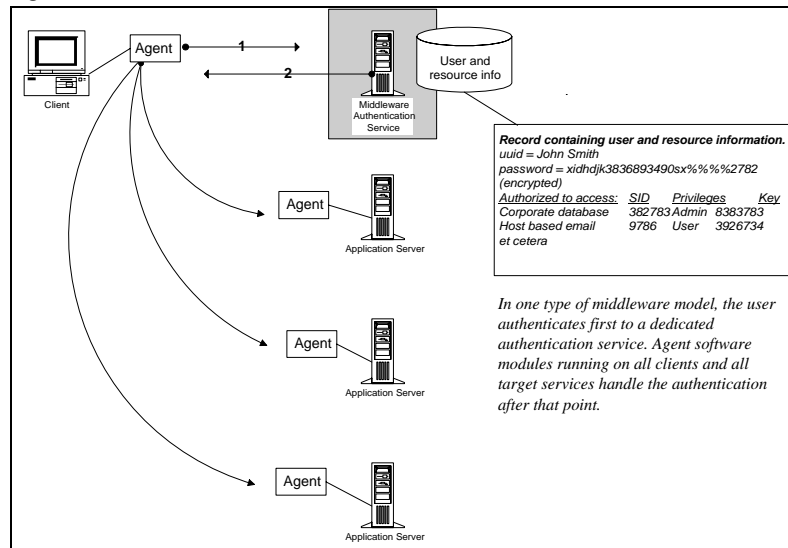 Agent
1
2
Client
Middleware
Authentication
Service
User and
resource info
Record containing user and resource information.
uuid = John Smith
password = xidhdjk3836893490sx%%%%2782
(encrypted)
Authorized to access: SID Privileges Key
Corporate database 382783 Admin 8383783
Host based email 9786 User 3926734
et cetera
Agent
Application Server
In one type of middleware model, the user
authenticates first to a dedicated
authentication service. Agent software
modules running on all clients and all
target services handle the authentication
after that point.
Agent
Application Server
Agent
Application Server